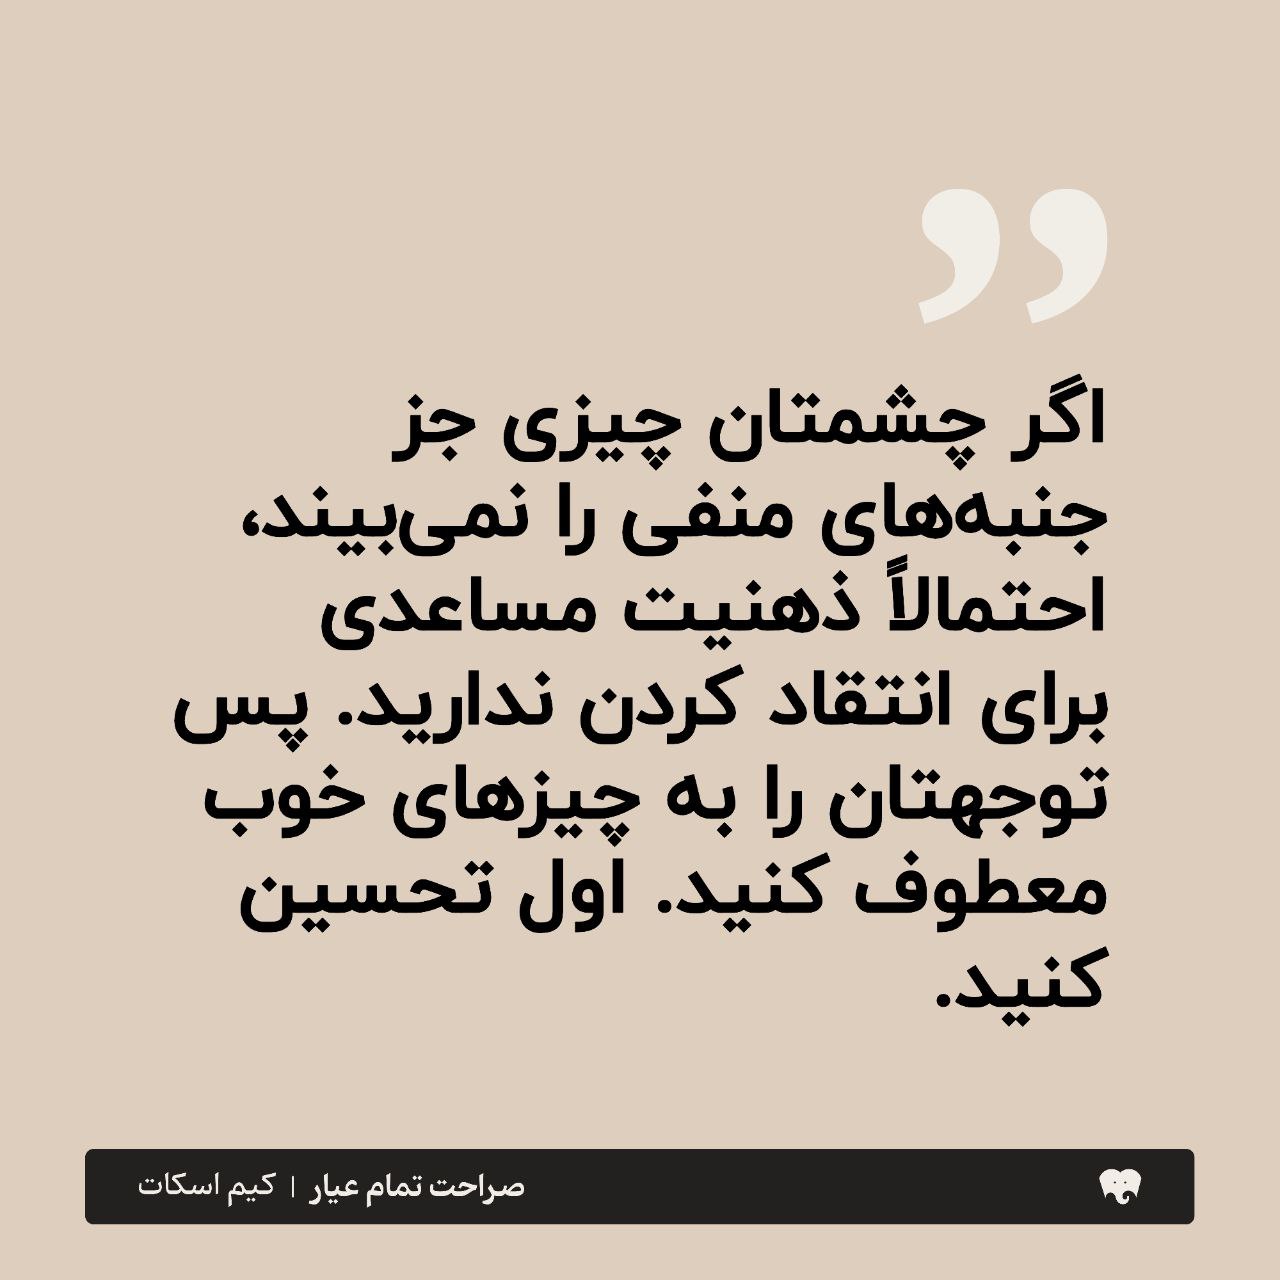 اگر چشمتان چیزی جز
جنبه‌های منفی را نمی‌بیند،
احتمالاً ذهنیت مساعدی
برای انتقاد کردن ندارید. پس
توجهتان را به چیزهای خوب
معطوف کنید. اول تحسین
کنید.
صراحت تمام عیار | کیم اسکات